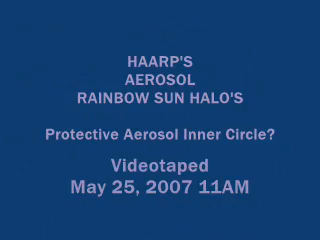 HAARP'S
AEROSOL
RAINBOW SUN HALO'S
Protective Aerosol Inner Circle?
Videotaped
May 25, 2007 11AM